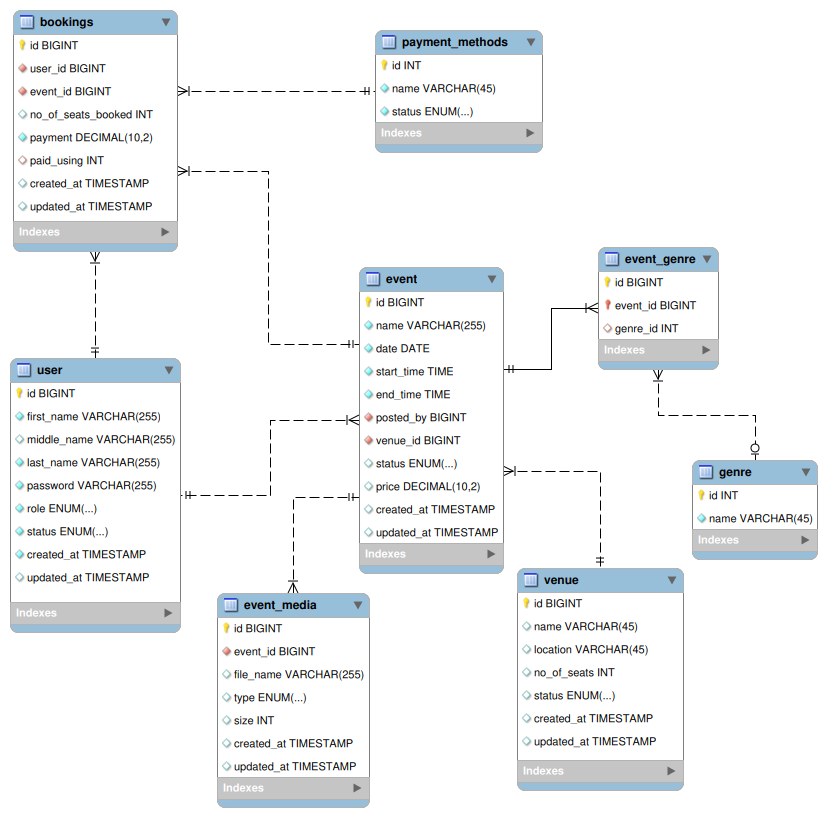 bookings
id BIGINT
user_id BIGINT
event_id BIGINT
no_of_seats_booked INT
payment DECIMAL(10,2)
paid_using INT
created_at TIMESTAMP
updated_at TIMESTAMP
Indexes
payment_methods
id INT
name VARCHAR(45)
status ENUM(...)
Indexes
event
id BIGINT
name VARCHAR(255)
date DATE
start_time TIME
end_time TIME
posted_by BIGINT
venue_id BIGINT
status ENUM(...)
price DECIMAL(10,2)
created_at TIMESTAMP
updated_at TIMESTAMP
Indexes
event_genre
id BIGINT
event_id BIGINT
genre_id INT
Indexes
user
id BIGINT
first_name VARCHAR(255)
middle_name VARCHAR(255)
last_name VARCHAR(255)
password VARCHAR(255)
role ENUM(...)
status ENUM(...)
created_at TIMESTAMP
updated_at TIMESTAMP
Indexes
genre
id INT
name VARCHAR(45)
Indexes
event_media
id BIGINT
event_id BIGINT
file_name VARCHAR(255)
type ENUM(...)
size INT
created_at TIMESTAMP
updated_at TIMESTAMP
Indexes
venue
id BIGINT
name VARCHAR(45)
location VARCHAR(45)
no_of_seats INT
status ENUM(...)
created_at TIMESTAMP
updated_at TIMESTAMP
Indexes